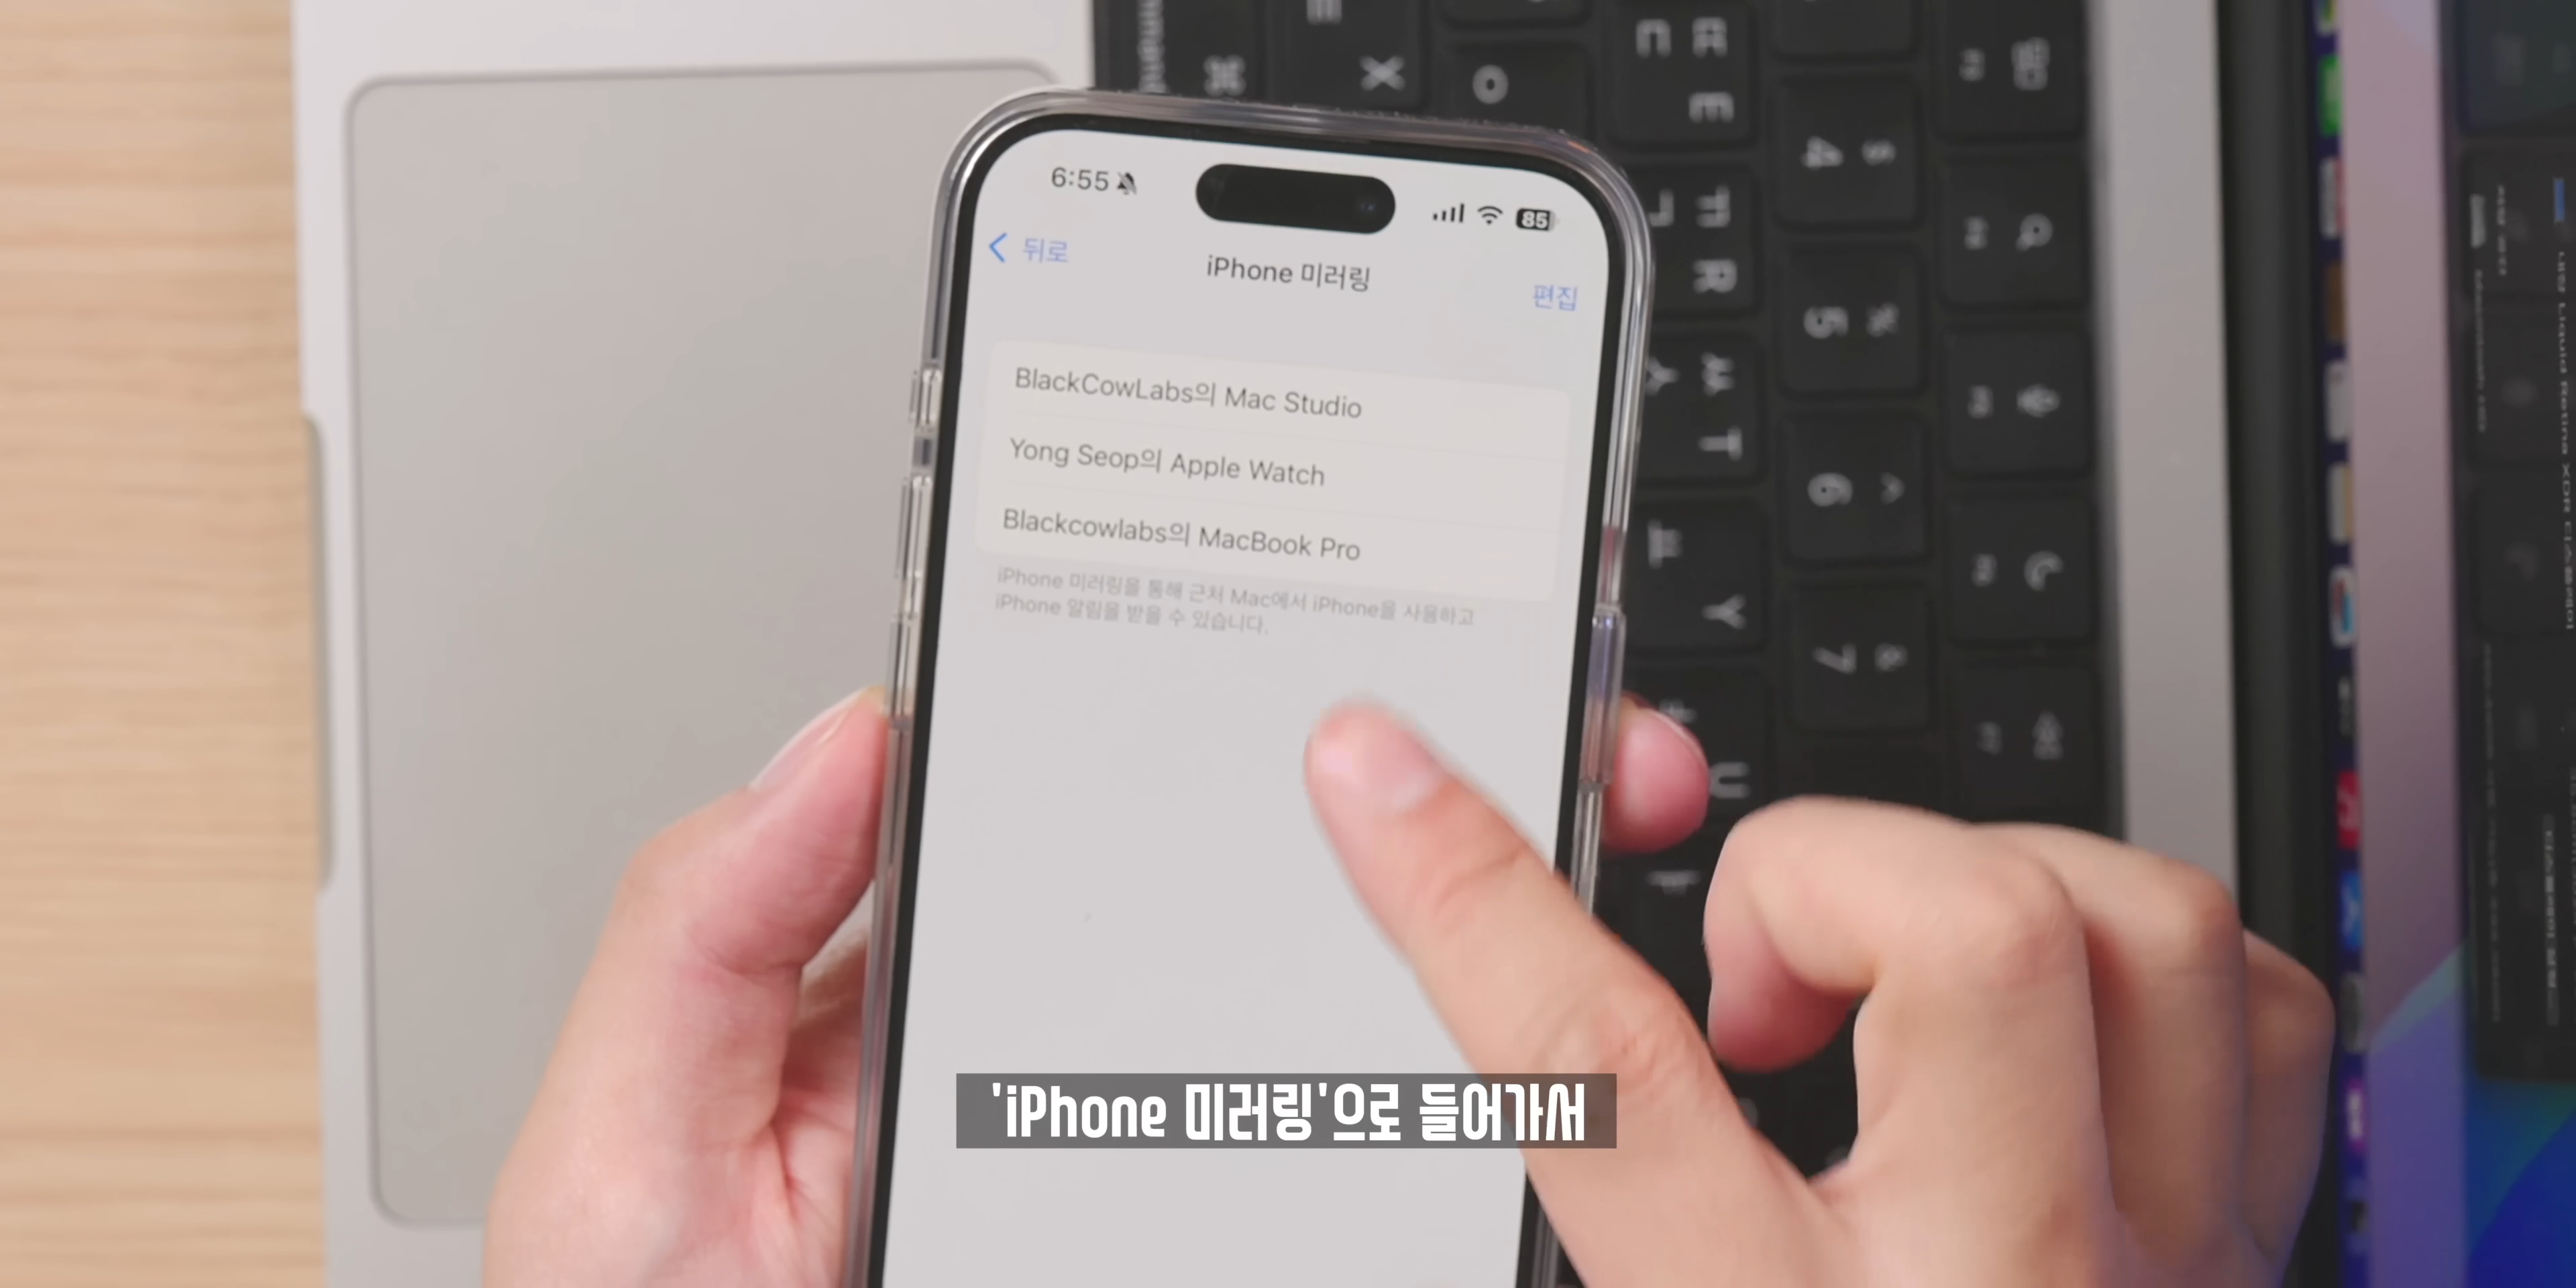 6:55
85
뒤로
iPhone 미러링
편집
BlackCowLabs의 Mac Studio
Yong Seop의 Apple Watch
Blackcowlabs의 MacBook Pro
iPhone 미러링을 통해 근처 Mac에서 iPhone을 사용하고
iPhone 알림을 받을 수 있습니다.
'iPhone 미러링'으로 들어가서
⌘
X
ㄸ
ㄷ
E
$
4
ㄲ
ㄱ
R
%
5
ㅆ
ㅅ
T
^
6
ㅛ
Y
&
7
U